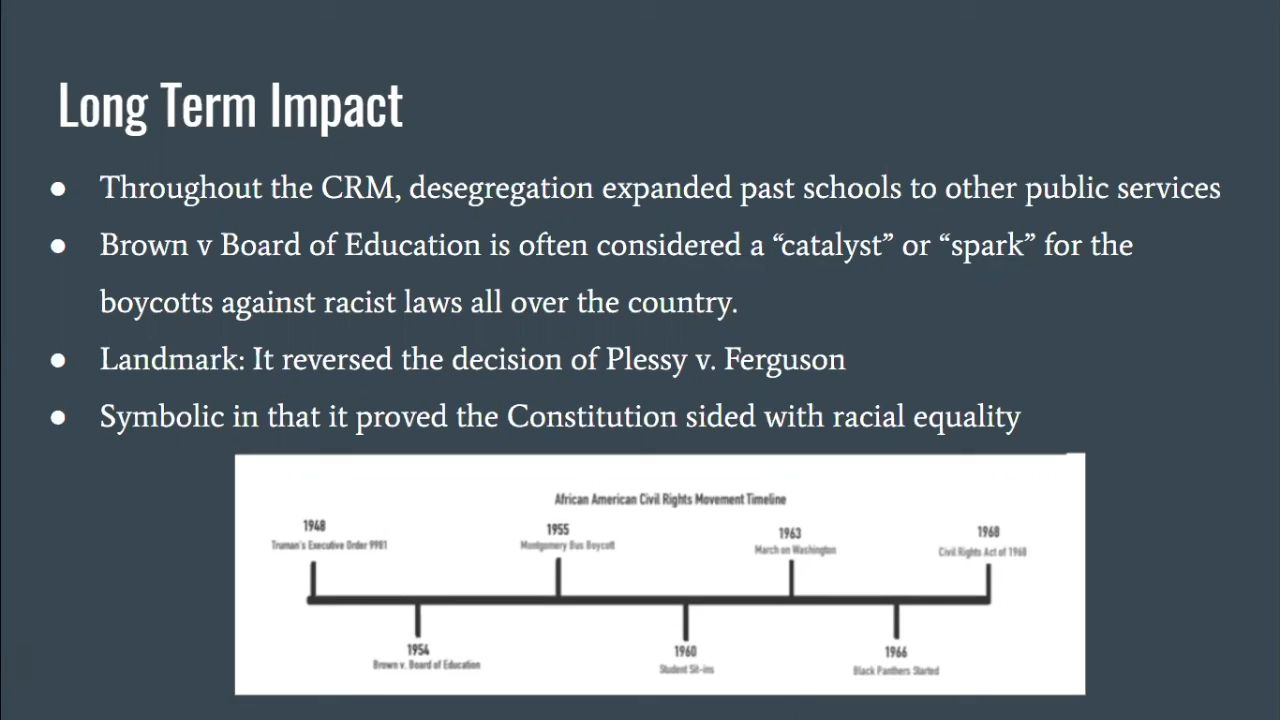 Long Term Impact
● Throughout the CRM, desegregation expanded past schools to other public services
● Brown v Board of Education is often considered a “catalyst” or “spark” for the
boycotts against racist laws all over the country.
● Landmark: It reversed the decision of Plessy v. Ferguson
● Symbolic in that it proved the Constitution sided with racial equality
African American Civil Rights Movement Timeline
1948
Truman's Executive Order 9981
1955
Montgomery Bus Boycott
1963
March on Washington
1968
Civil Rights Act of 1968
1954
Brown v. Board of Education
1960
Student Sit-ins
1966
Black Panthers Started